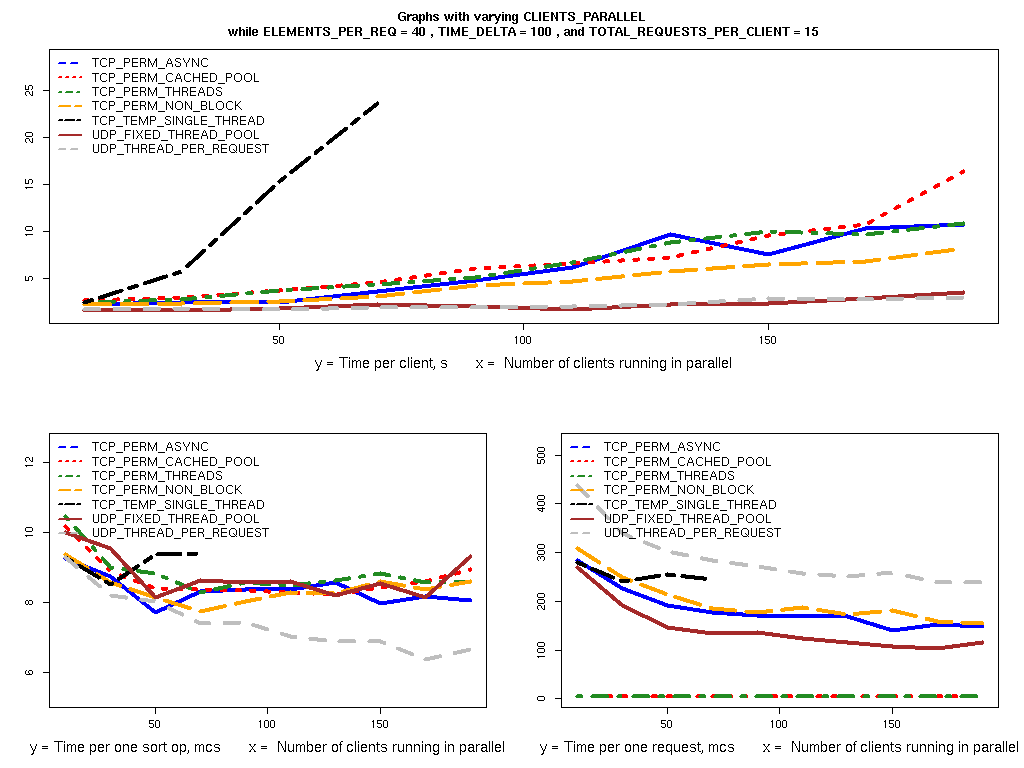 Graphs with varying CLIENTS_PARALLEL
while ELEMENTS_PER_REQ = 40 , TIME_DELTA = 100 , and TOTAL_REQUESTS_PER_CLIENT = 15
TCP_PERM_ASYNC
TCP_PERM_CACHED_POOL
TCP_PERM_THREADS
TCP_PERM_NON_BLOCK
TCP_TEMP_SINGLE_THREAD
UDP_FIXED_THREAD_POOL
UDP_THREAD_PER_REQUEST
25
20
15
10
5
50 100 150
y = Time per client, s x = Number of clients running in parallel
TCP_PERM_ASYNC
TCP_PERM_CACHED_POOL
TCP_PERM_THREADS
TCP_PERM_NON_BLOCK
TCP_TEMP_SINGLE_THREAD
UDP_FIXED_THREAD_POOL
UDP_THREAD_PER_REQUEST
12
10
8
6
50 100 150
y = Time per one sort op, mcs x = Number of clients running in parallel
TCP_PERM_ASYNC
TCP_PERM_CACHED_POOL
TCP_PERM_THREADS
TCP_PERM_NON_BLOCK
TCP_TEMP_SINGLE_THREAD
UDP_FIXED_THREAD_POOL
UDP_THREAD_PER_REQUEST
500
400
300
200
100
0
50 100 150
y = Time per one request, mcs x = Number of clients running in parallel